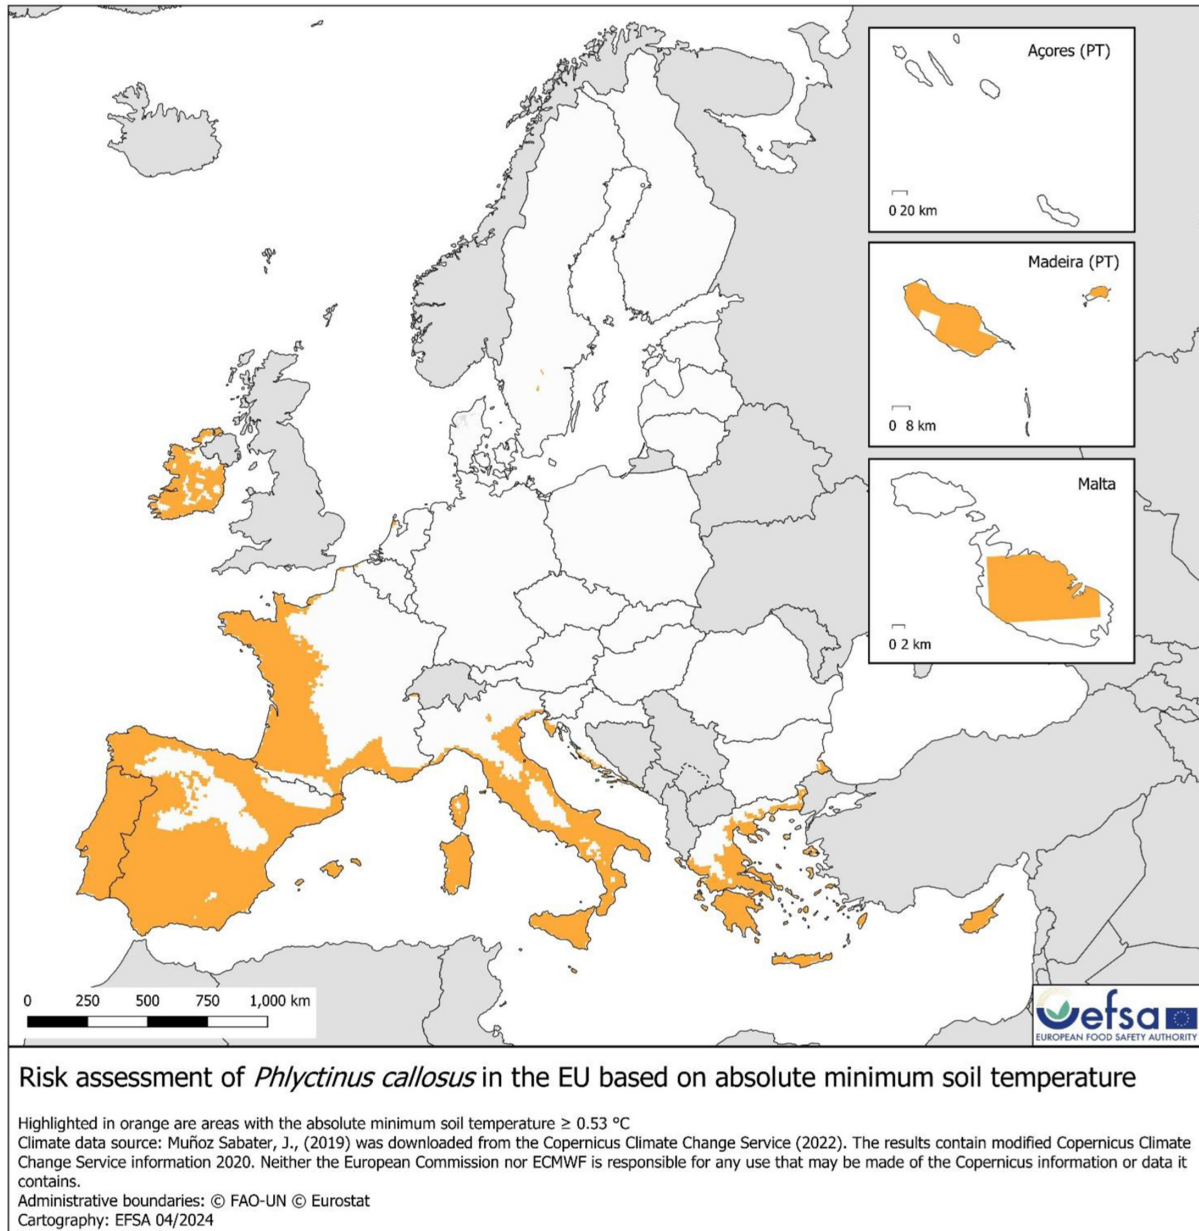 Açores (PT)
0 20 km
Madeira (PT)
0 8 km
Malta
0 2 km
0 250 500 750 1,000 km
efsa
EUROPEAN FOOD SAFETY AUTHORITY
Risk assessment of Phlyctinus callosus in the EU based on absolute minimum soil temperature
Highlighted in orange are areas with the absolute minimum soil temperature ≥ 0.53 °C
Climate data source: Muñoz Sabater, J., (2019) was downloaded from the Copernicus Climate Change Service (2022). The results contain modified Copernicus Climate
Change Service information 2020. Neither the European Commission nor ECMWF is responsible for any use that may be made of the Copernicus information or data it
contains.
Administrative boundaries: © FAO-UN © Eurostat
Cartography: EFSA 04/2024